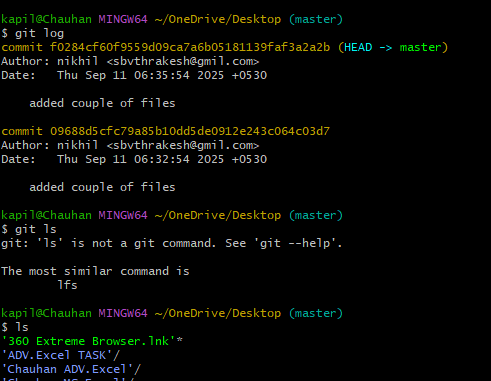 kapil@Chauhan MINGW64 ~/OneDrive/Desktop (master)
$ git log
commit f0284cf60f9559d09ca7a6b05181139faf3a2a2b (HEAD -> master)
Author: nikhil <sbvthrakesh@gmil.com>
Date:   Thu Sep 11 06:35:54 2025 +0530
    added couple of files
commit 09688d5cfc79a85b10dd5de0912e243c064c03d7
Author: nikhil <sbvthrakesh@gmil.com>
Date:   Thu Sep 11 06:32:54 2025 +0530
    added couple of files
kapil@Chauhan MINGW64 ~/OneDrive/Desktop (master)
$ git ls
git: 'ls' is not a git command. See 'git --help'.
The most similar command is
        lfs
kapil@Chauhan MINGW64 ~/OneDrive/Desktop (master)
$ ls
'360 Extreme Browser.lnk'*
'ADV.Excel TASK'/
'Chauhan ADV.Excel'/